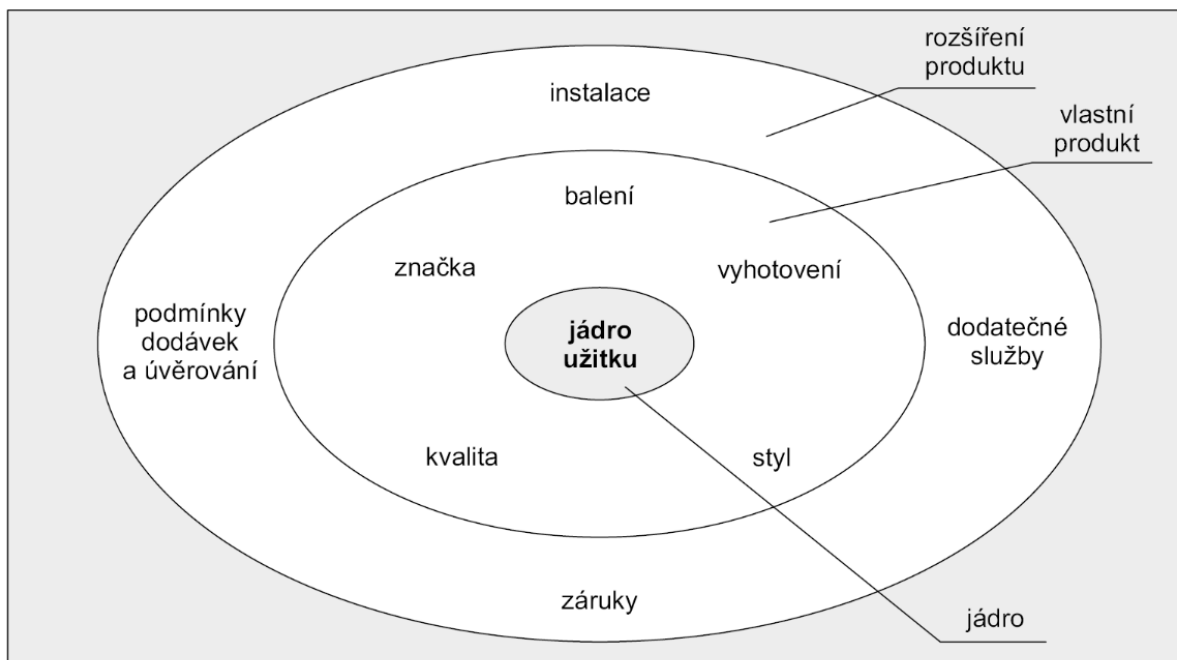 rozšíření
produktu
instalace
vlastní
produkt
balení
značka
vyhotovení
podmínky
dodávek
a úvěrování
jádro
užitku
dodatečné
služby
kvalita
styl
záruky
jádro